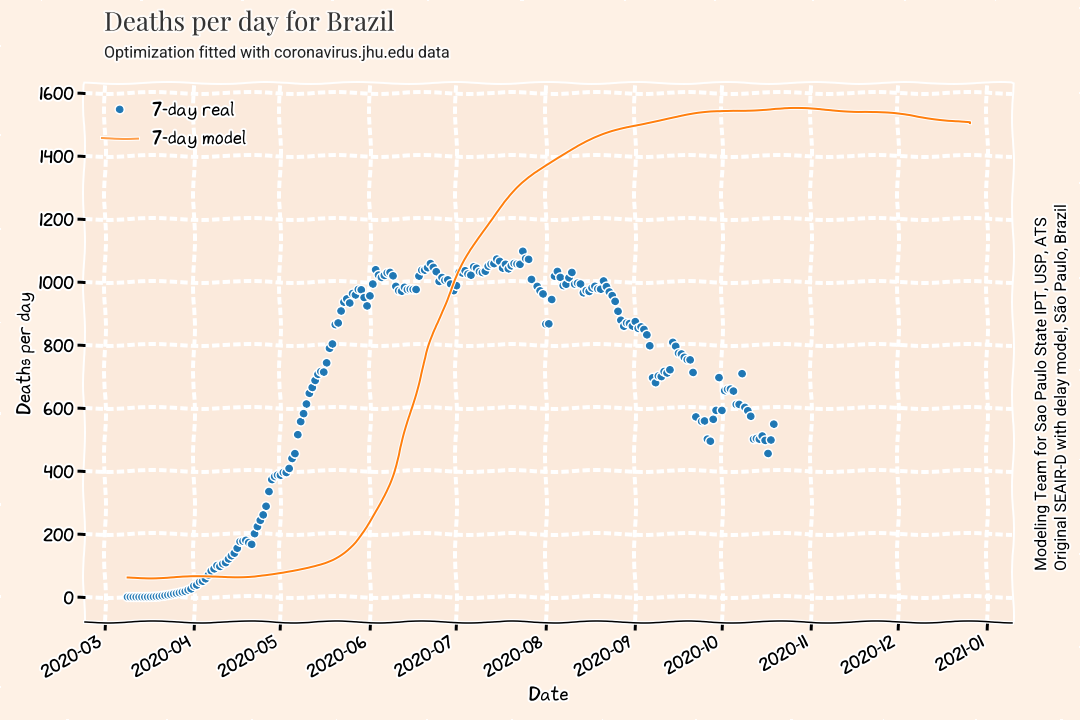 Deaths per day for Brazil
Optimization fitted with coronavirus.jhu.edu data
7-day real
7-day model
1600
1400
1200
1000
800
600
400
200
0
Deaths per day
2020-03
2020-04
2020-05
2020-06
2020-07
2020-08
2020-09
2020-10
2020-11
2020-12
2021-01
Date
Modeling Team for Sao Paulo State IPT, USP, ATS
Original SEAIR-D with delay model, São Paulo, Brazil